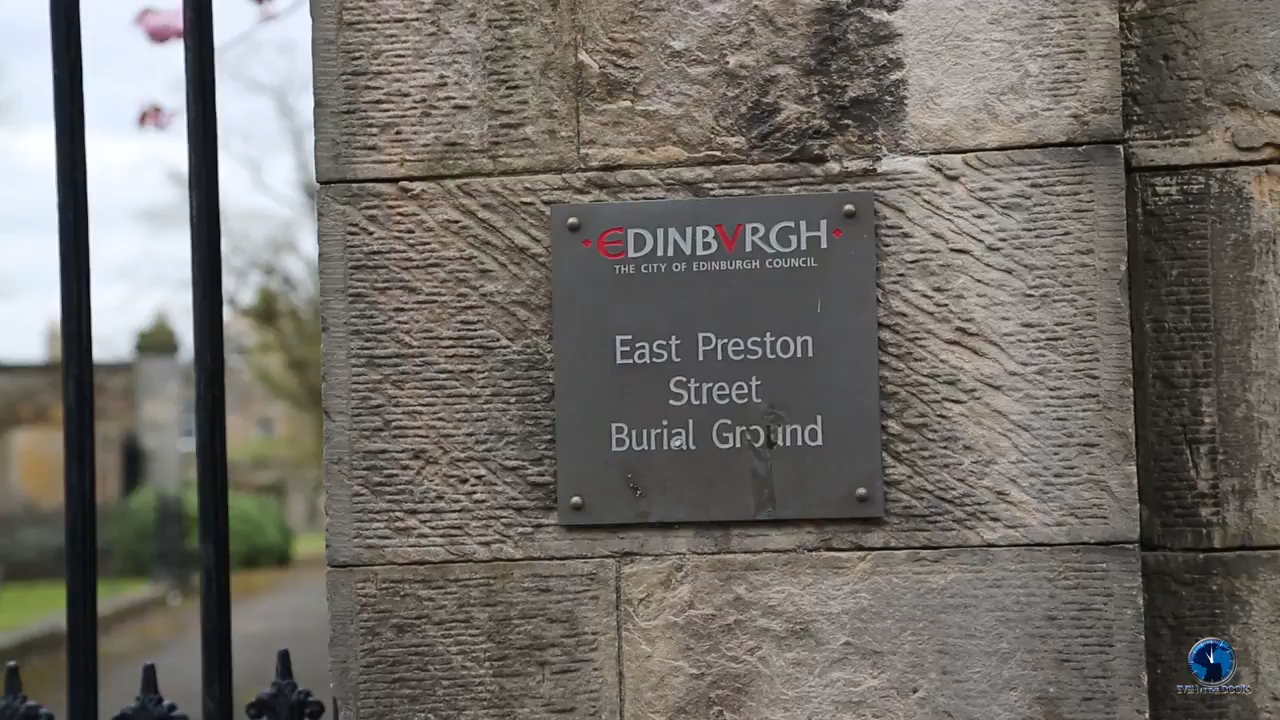 EDINBVRGH
THE CITY OF EDINBURGH COUNCIL
East Preston
Street
Burial Ground